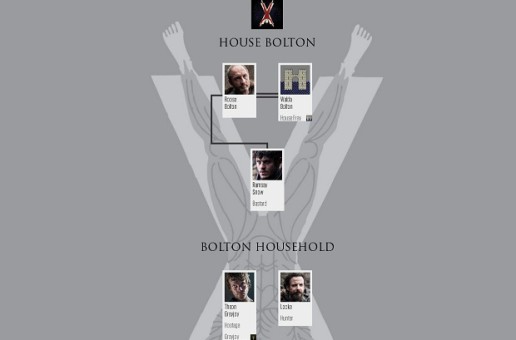 HOUSE BOLTON
Roose
Bolton
Walda
Bolton
House Frey
Ramsay
Snow
Bastard
BOLTON HOUSEHOLD
Theon
Greyjoy
Hostage
Greyjoy
Locke
Hunter